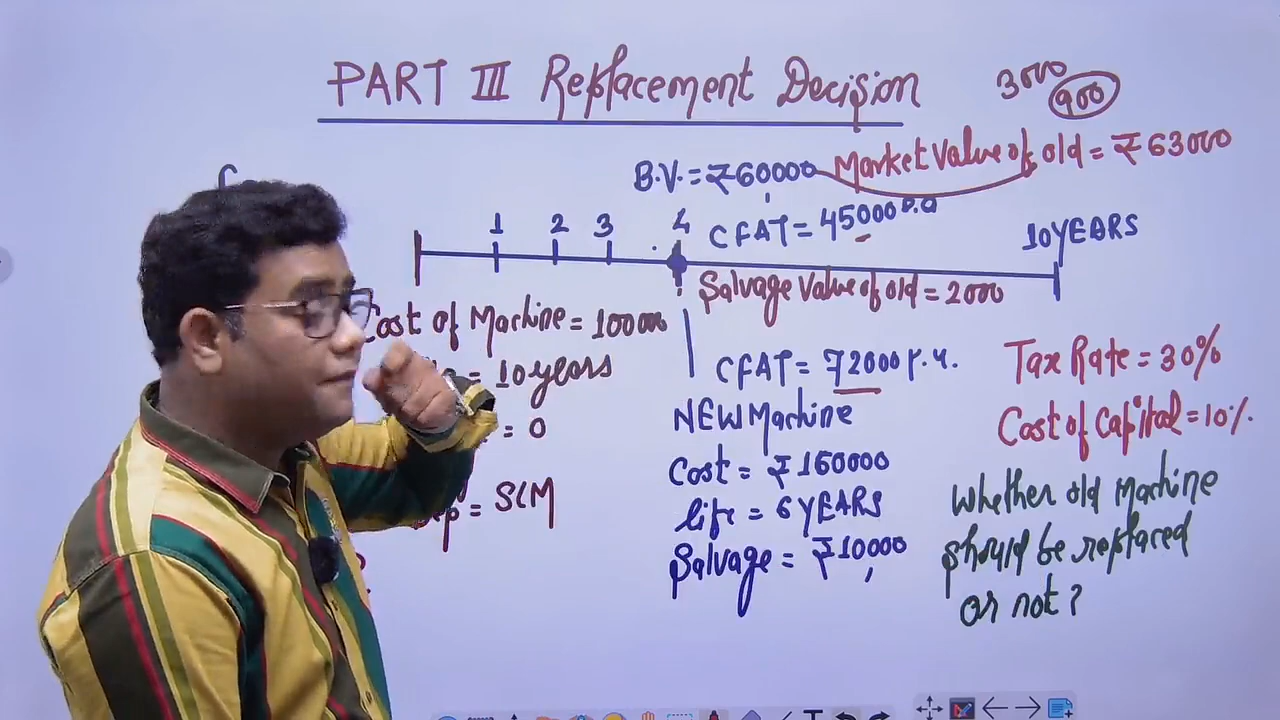 PART III Replacement Decision
3000
900
B.V. = ₹60000 Market Value of old = ₹63000
1 2 3 4 CFAT = 45000 p.a 10 YEARS
Salvage Value of old = 2000
Cost of Machine = 100000
= 10 years
= 0
= SLM
CFAT = 72000 p.y.
NEW Machine
Cost = ₹160000
life = 6 YEARS
Salvage = ₹10000
Tax Rate = 30%
Cost of Capital = 10%.
Whether old Machine
should be replaced
or not?